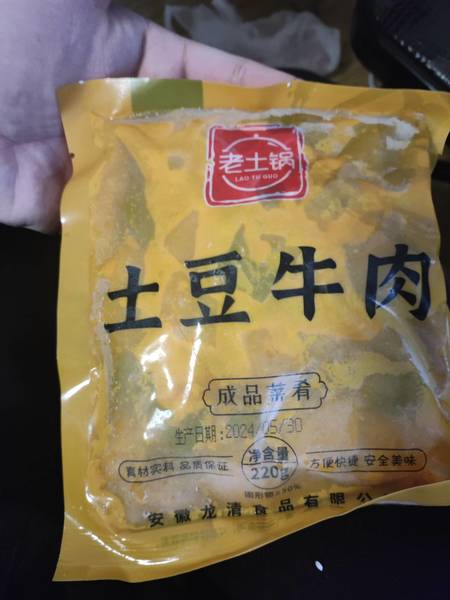 老土锅
LAO TU GUO
土豆牛肉
成品菜肴
生产日期:2024/05/30
真材实料 品质保证
净含量
220g
方便快捷 安全美味
安徽龙清食品有限公